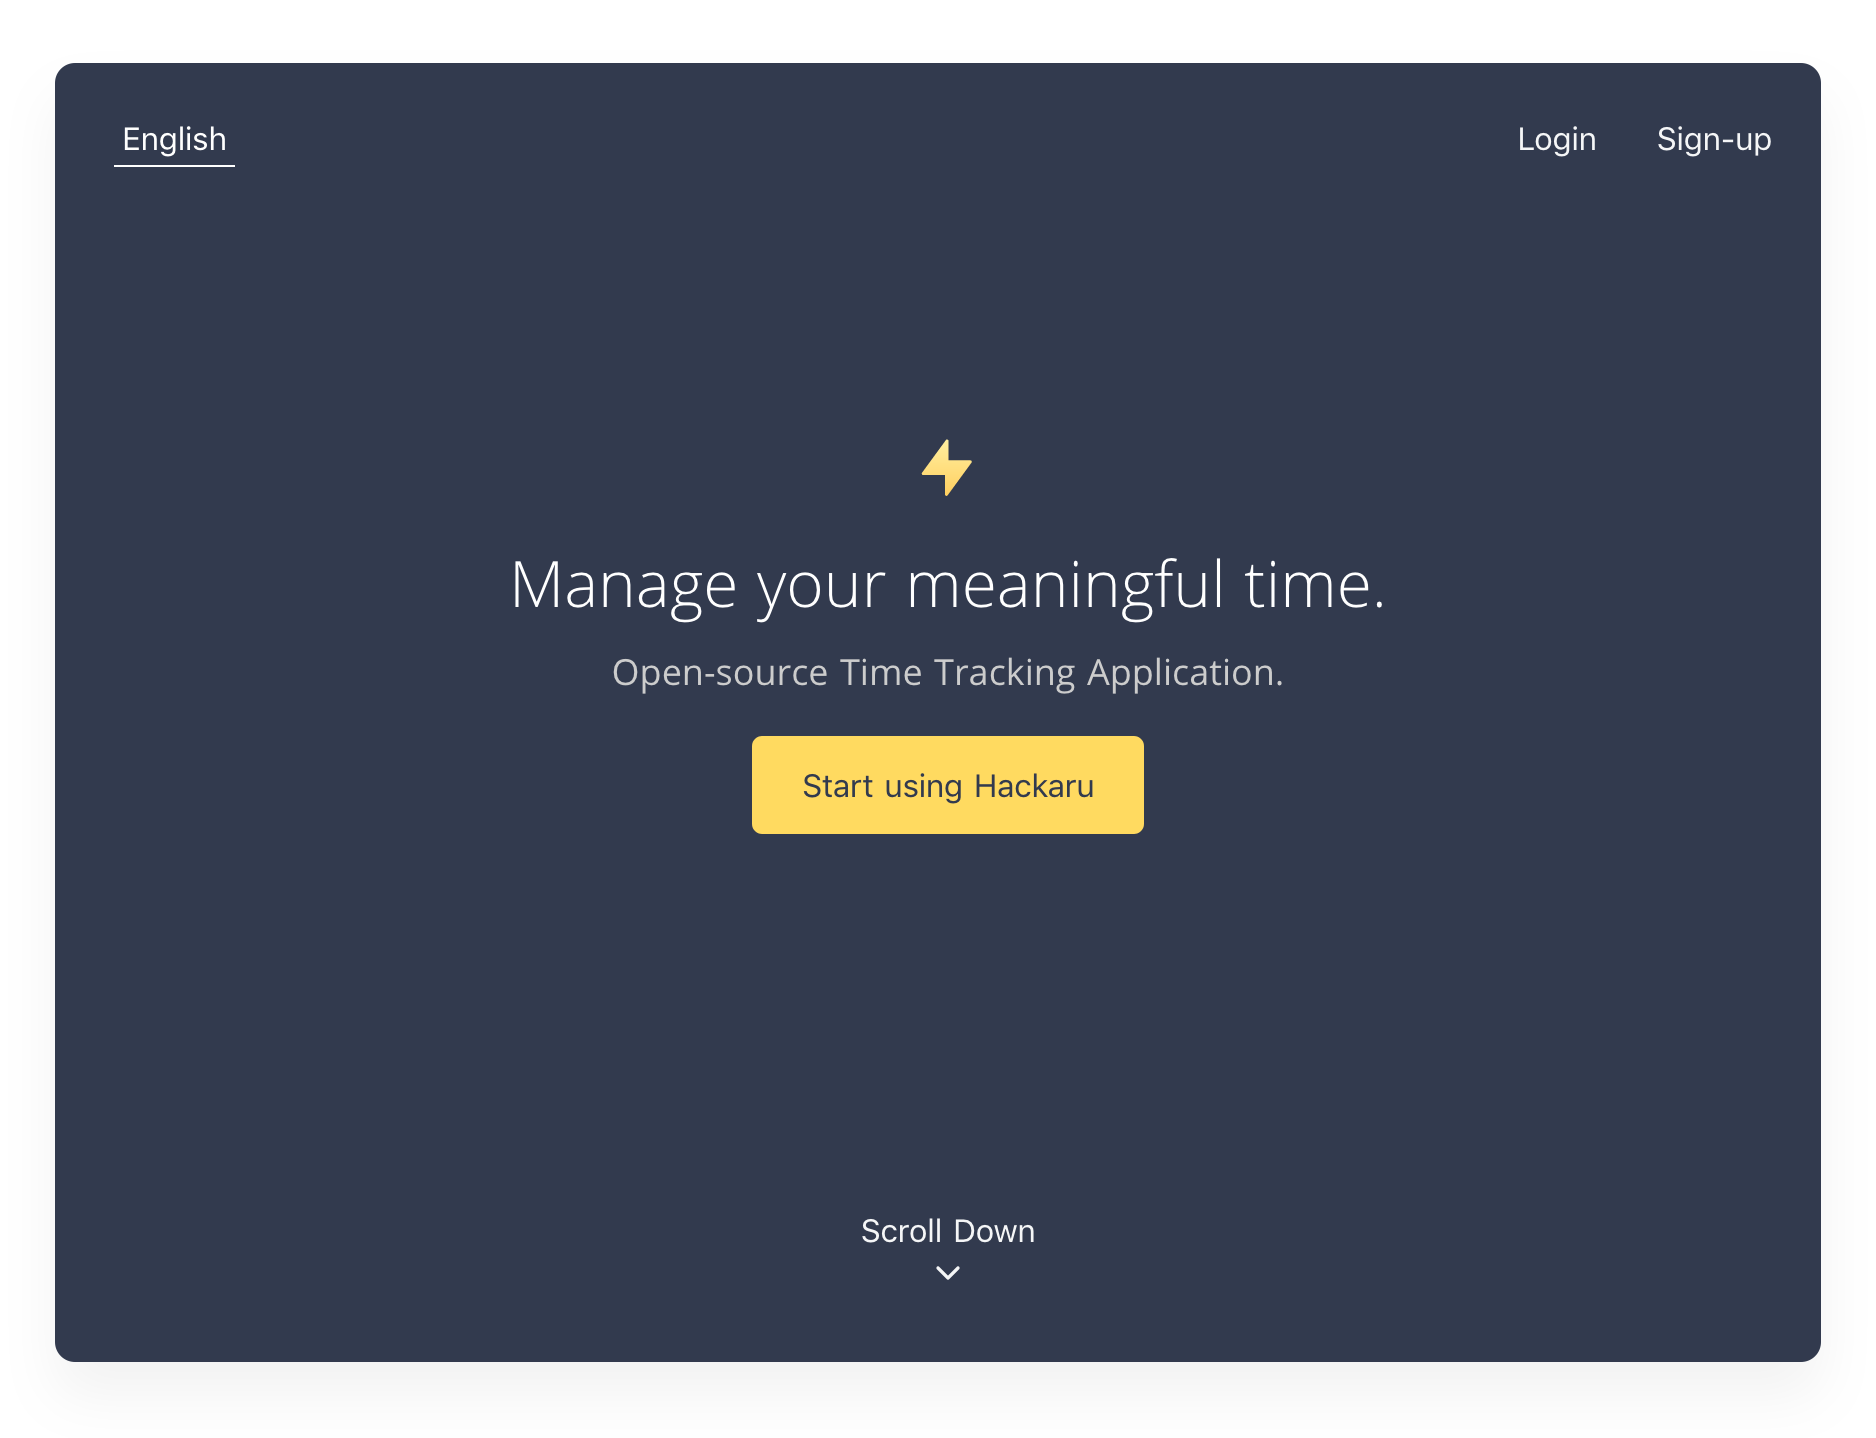 English
Login
Sign-up
Manage your meaningful time.
Open-source Time Tracking Application.
Start using Hackaru
Scroll Down